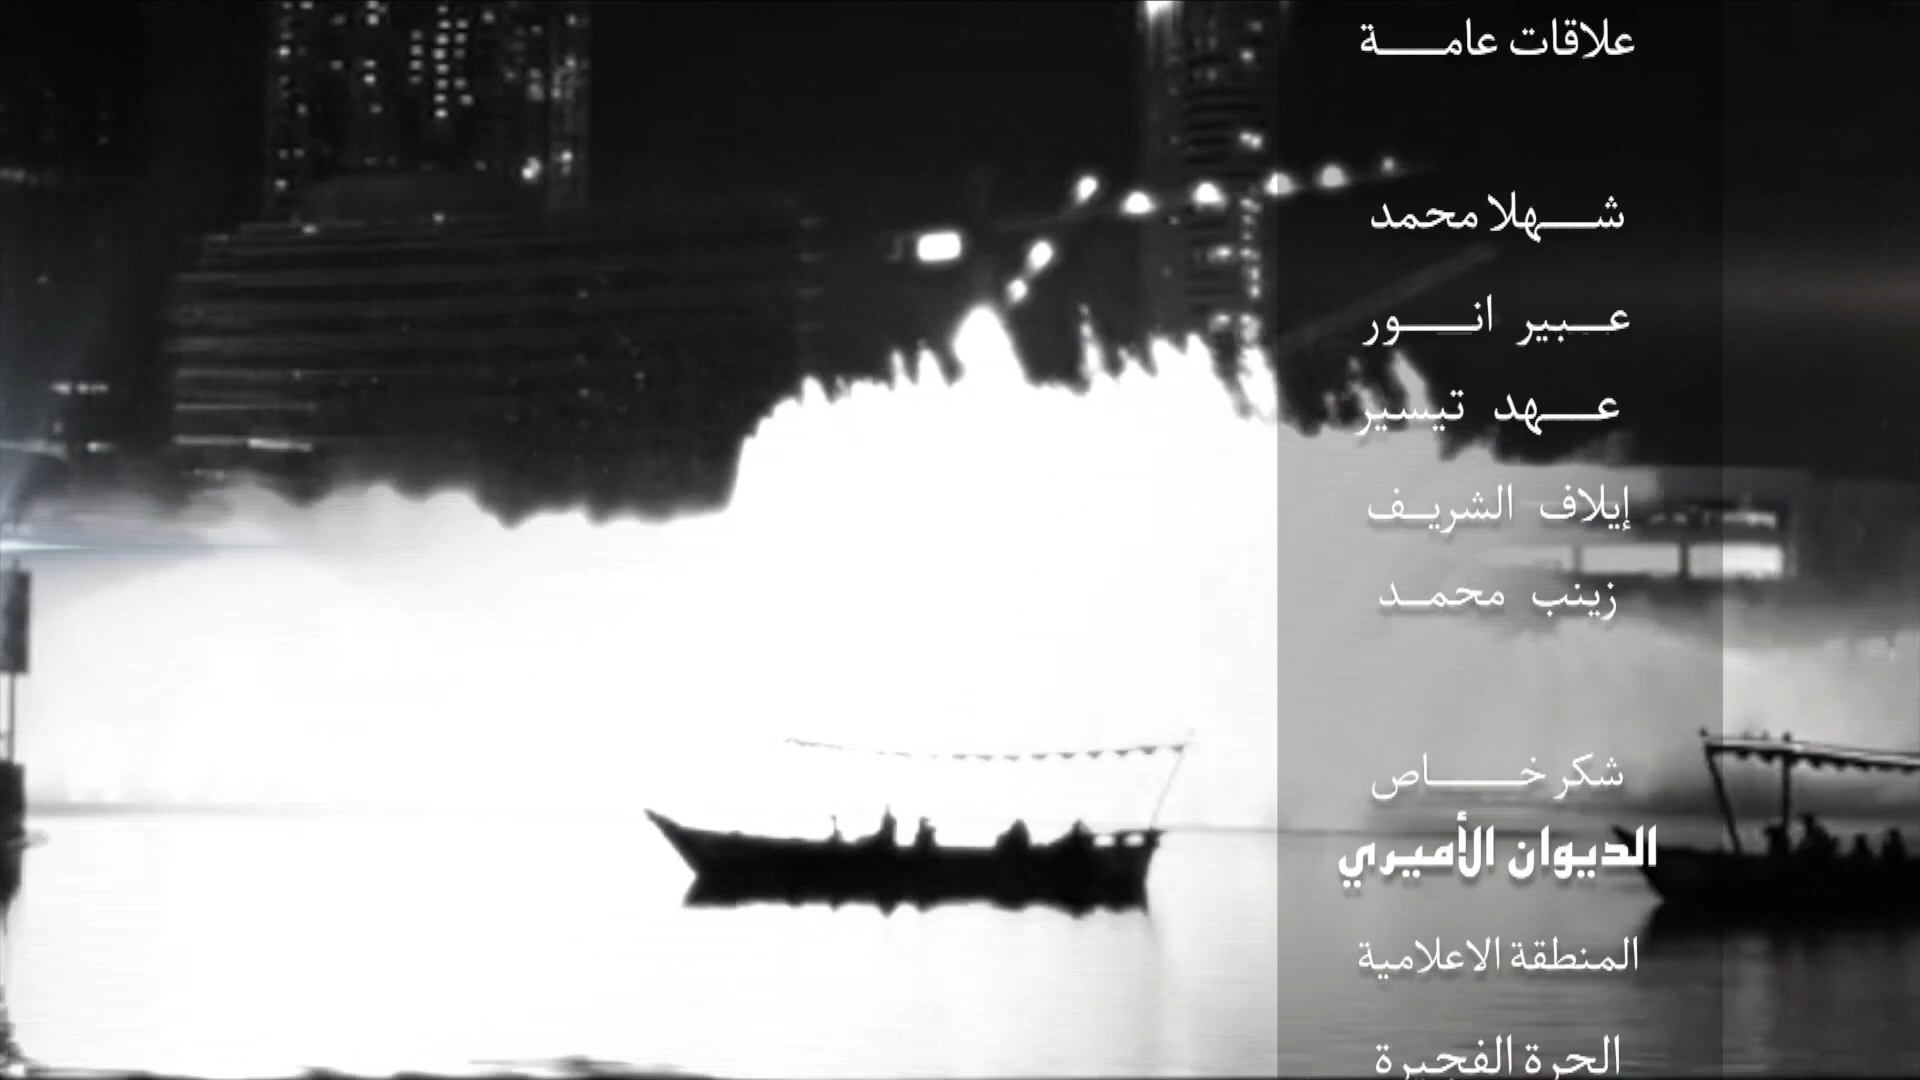 علاقات عامة
شهلا محمد
عبير انور
عهد تيسير
إيلاف الشريف
زينب محمد
شكر خاص
الديوان الأميري
المنطقة الاعلامية
الحرة الفجيرة